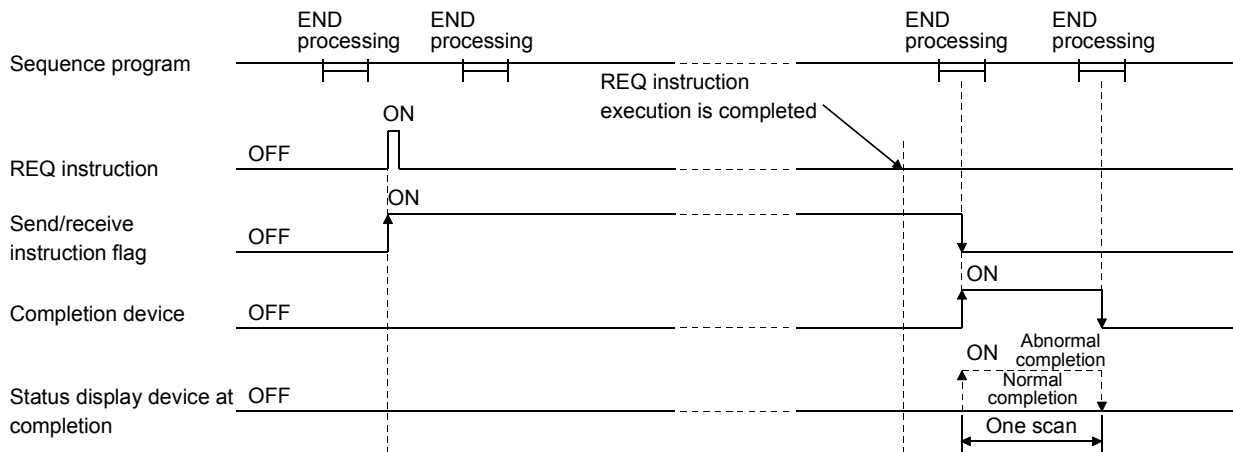 END
processing
END
processing
END
processing
END
processing
Sequence program
REQ instruction
execution is completed
ON
OFF
REQ instruction
ON
Send/receive
instruction flag
OFF
ON
Completion device
OFF
ON
Abnormal
completion
Normal
completion
Status display device at
completion
OFF
One scan